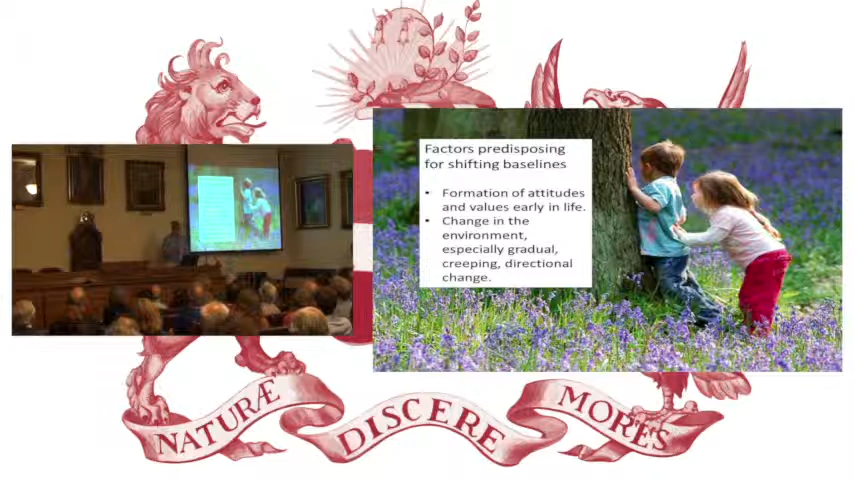 Factors predisposing
for shifting baselines
• Formation of attitudes
and values early in life.
• Change in the
environment,
especially gradual,
creeping, directional
change.
NATURÆ
DISCERE
MORES